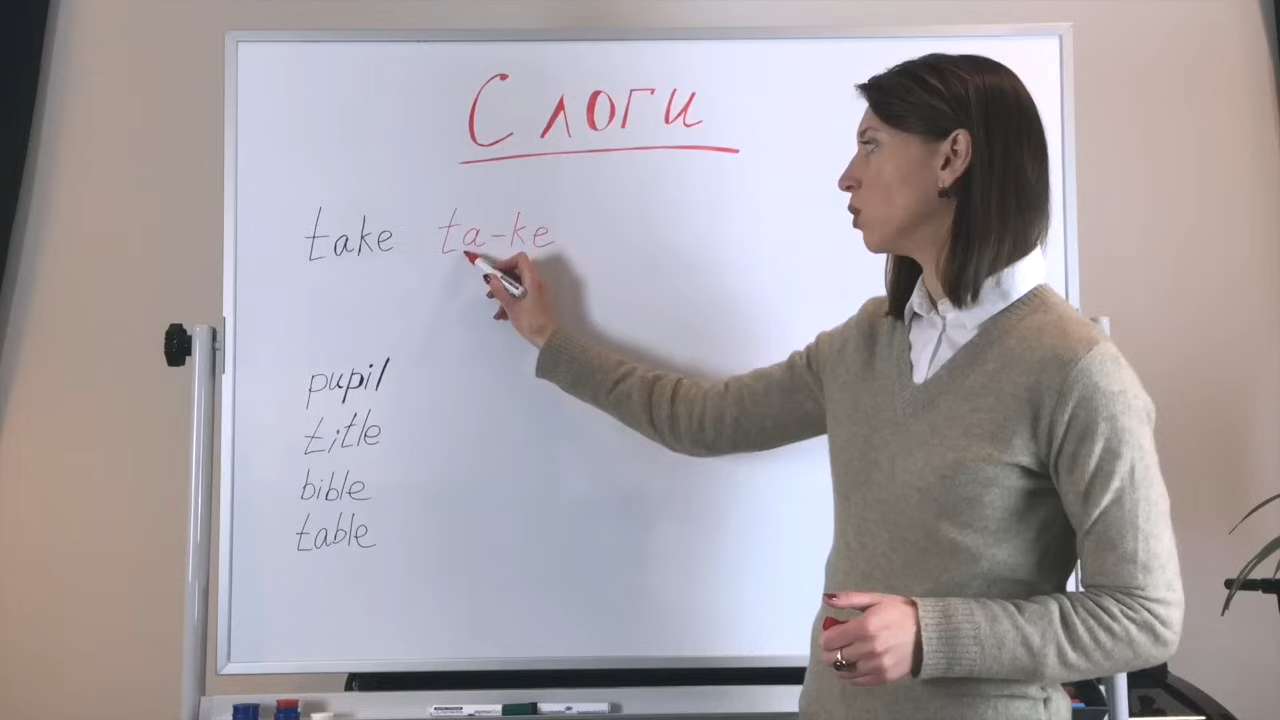 Слоги
take ta-ke
pupil
title
bible
table